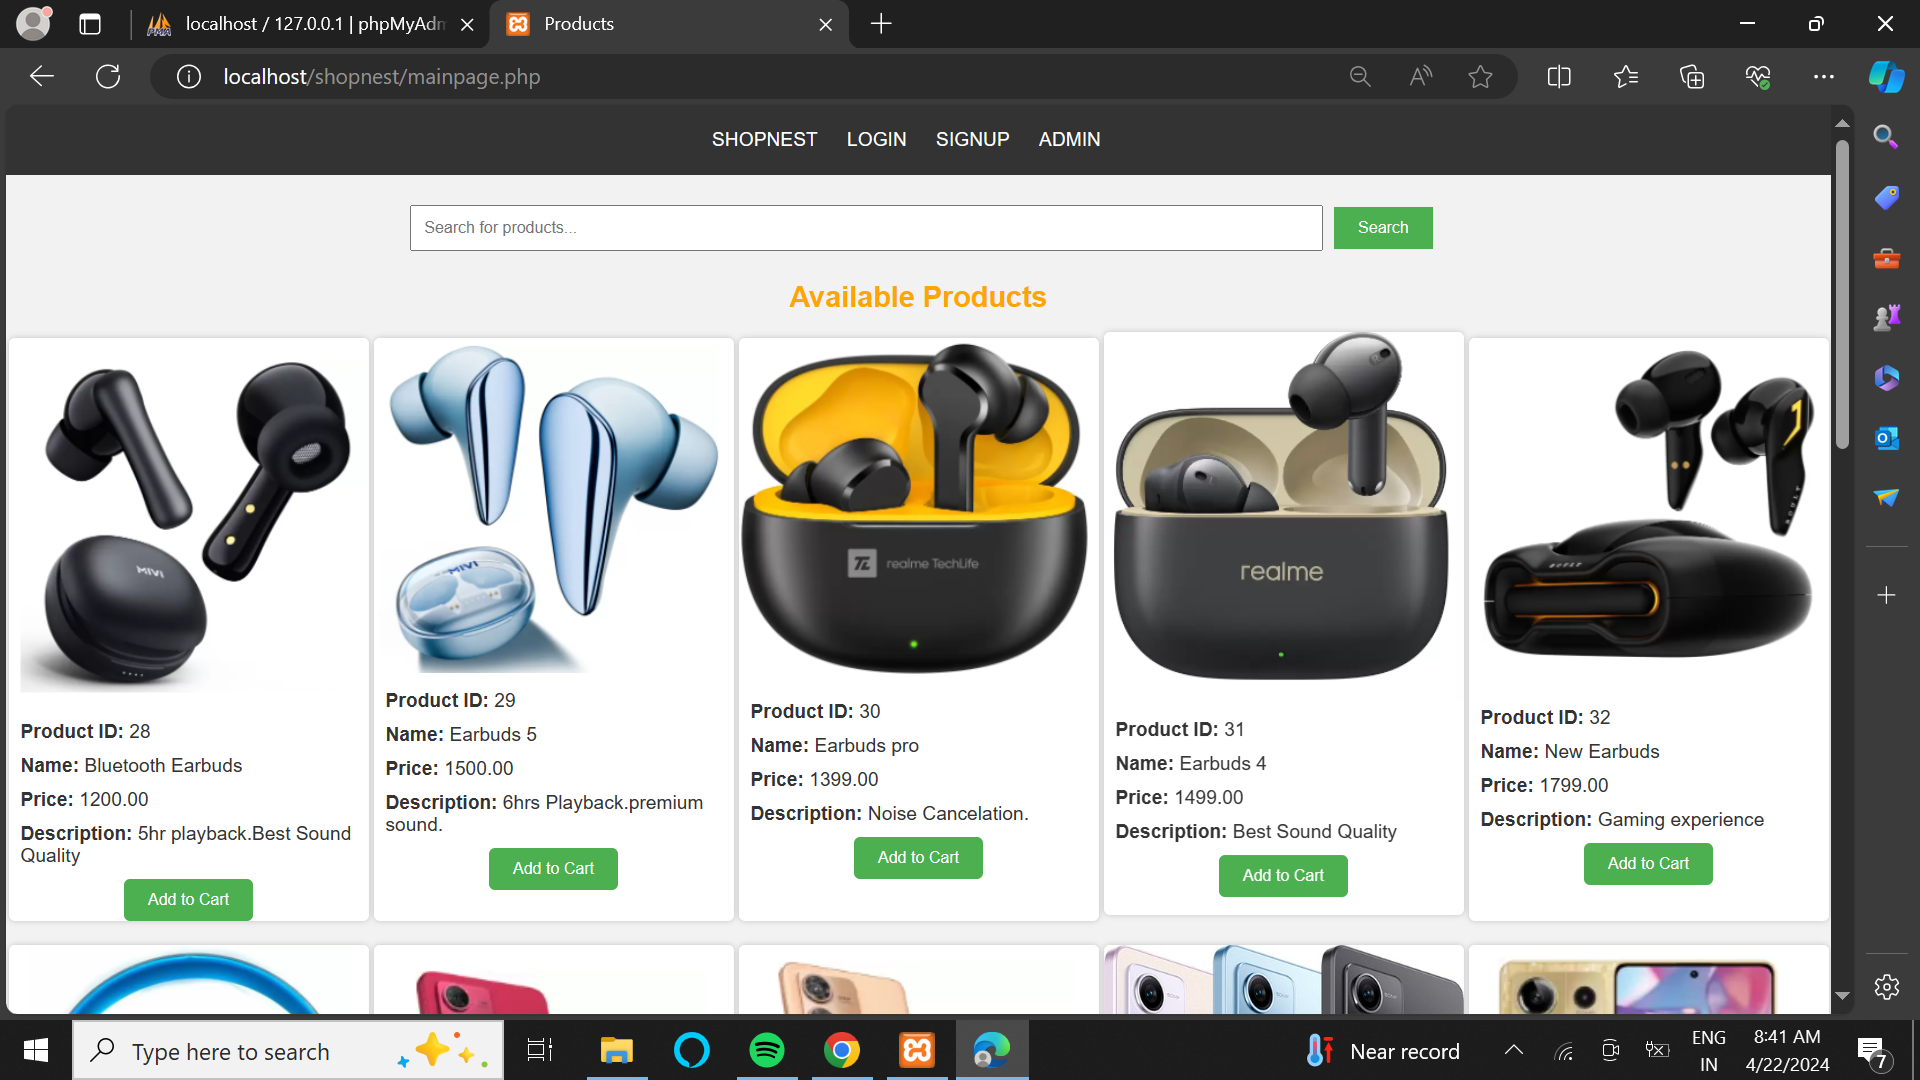 localhost / 127.0.0.1 | phpMyAdm
Products
localhost/shopnest/mainpage.php
SHOPNEST LOGIN SIGNUP ADMIN
Search for products...
Search
Available Products
MIVI
Product ID: 28
Name: Bluetooth Earbuds
Price: 1200.00
Description: 5hr playback.Best Sound
Quality
Add to Cart
MIVI
Product ID: 29
Name: Earbuds 5
Price: 1500.00
Description: 6hrs Playback.premium
sound.
Add to Cart
realme TechLife
Product ID: 30
Name: Earbuds pro
Price: 1399.00
Description: Noise Cancelation.
Add to Cart
realme
Product ID: 31
Name: Earbuds 4
Price: 1499.00
Description: Best Sound Quality
Add to Cart
Product ID: 32
Name: New Earbuds
Price: 1799.00
Description: Gaming experience
Add to Cart
Type here to search
Near record
ENG
IN
8:41 AM
4/22/2024
7